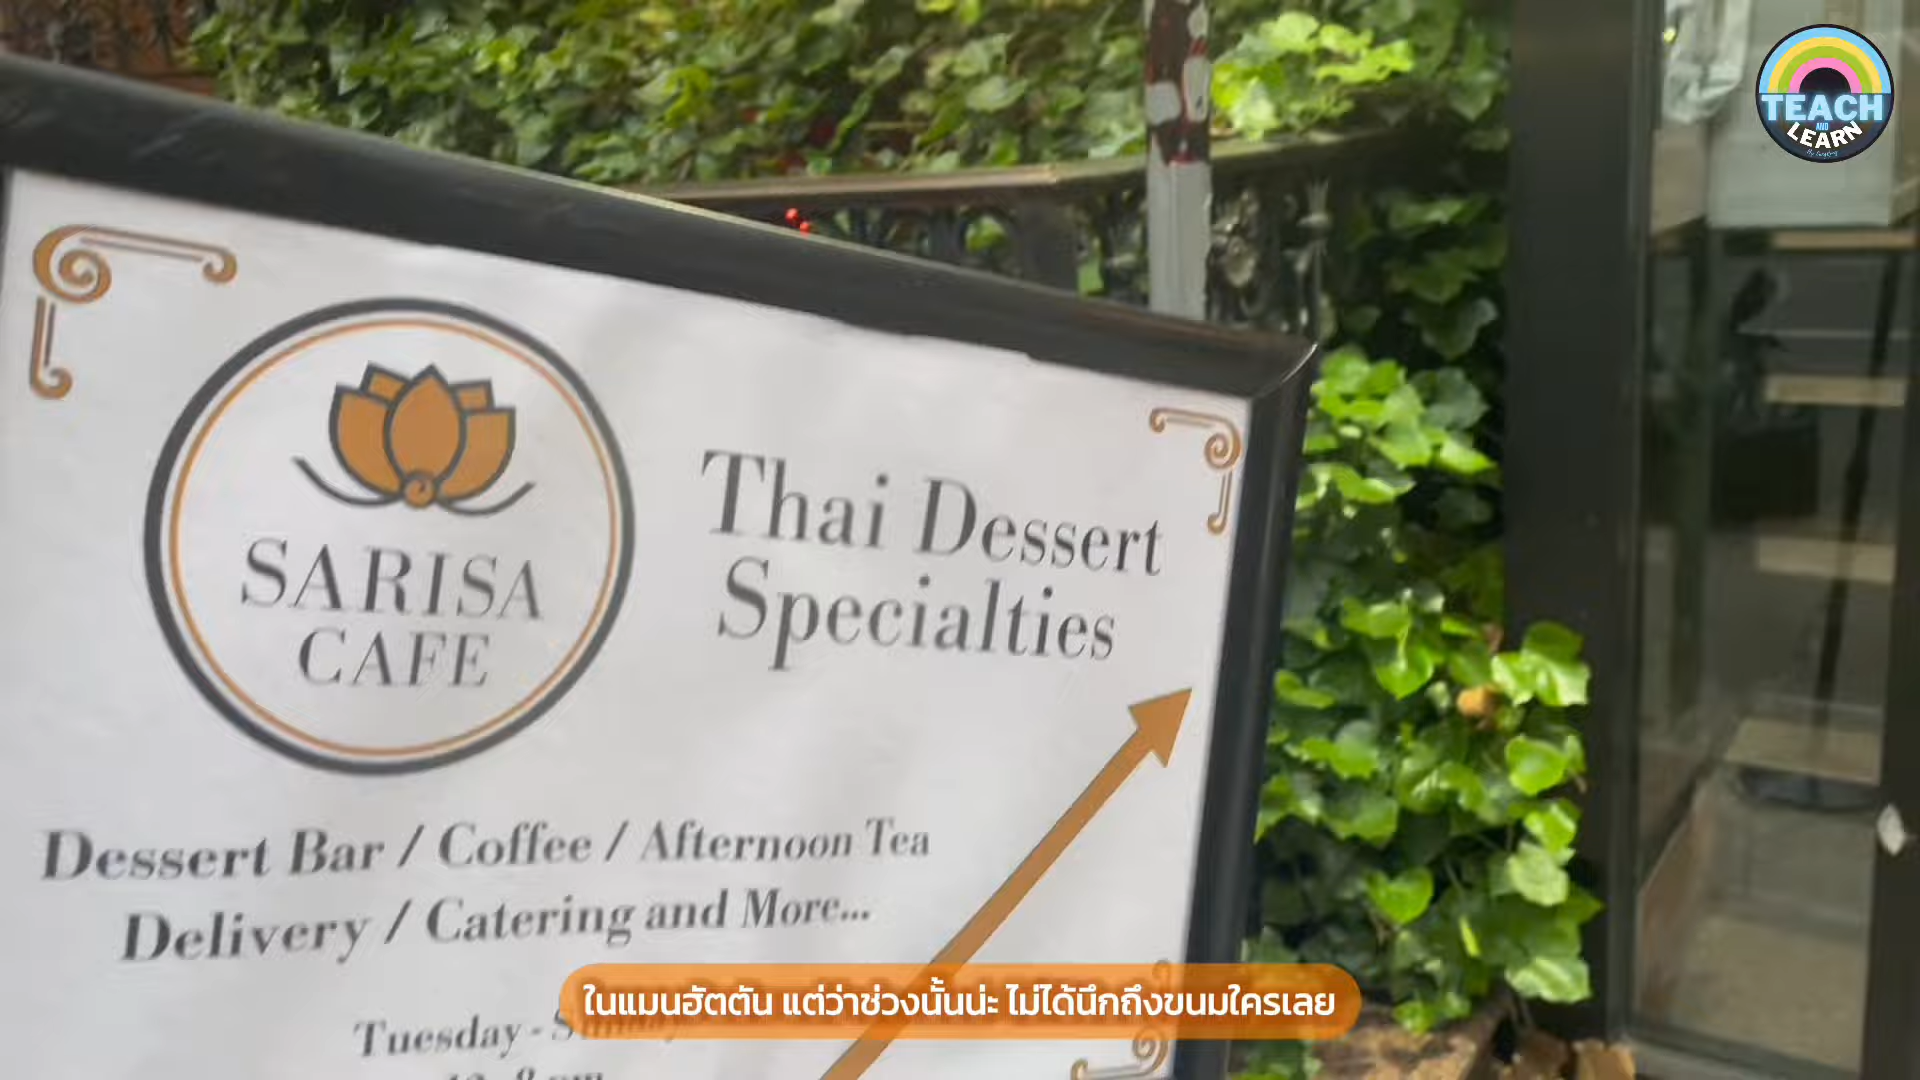 TEACH
AND
LEARN
Thai Dessert
Specialties
SARISA
CAFE
Dessert Bar / Coffee / Afternoon Tea
Delivery / Catering and More...
Tuesday - Sunday
ในแมนฮัตตัน แต่ว่าช่วงนั้นน่ะ ไม่ได้นึกถึงขนมใครเลย